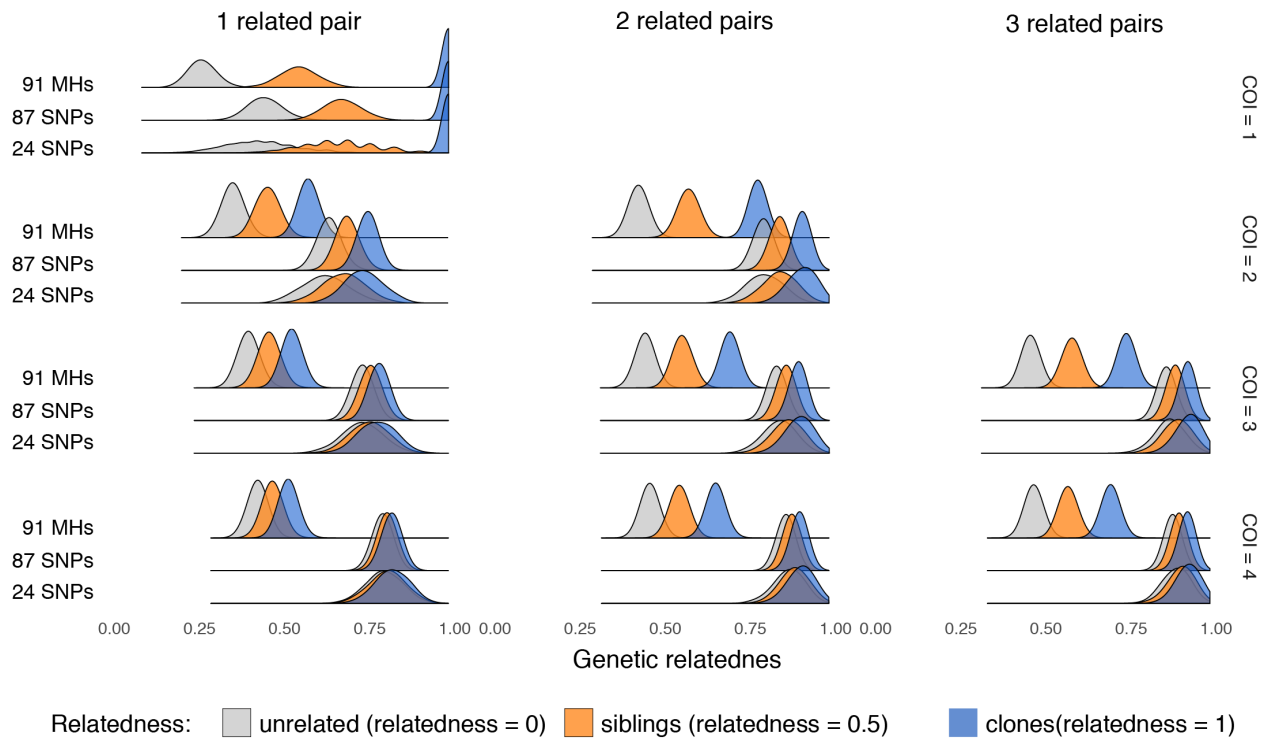 1 related pair 2 related pairs 3 related pairs
91 MHs
87 SNPs
24 SNPs
COI = 1
91 MHs
87 SNPs
24 SNPs
COI = 2
91 MHs
87 SNPs
24 SNPs
COI = 3
91 MHs
87 SNPs
24 SNPs
COI = 4
0.00 0.25 0.50 0.75 1.00 0.00 0.25 0.50 0.75 1.00 0.00 0.25 0.50 0.75 1.00
Genetic relatednes
Relatedness: unrelated (relatedness = 0) siblings (relatedness = 0.5) clones(relatedness = 1)